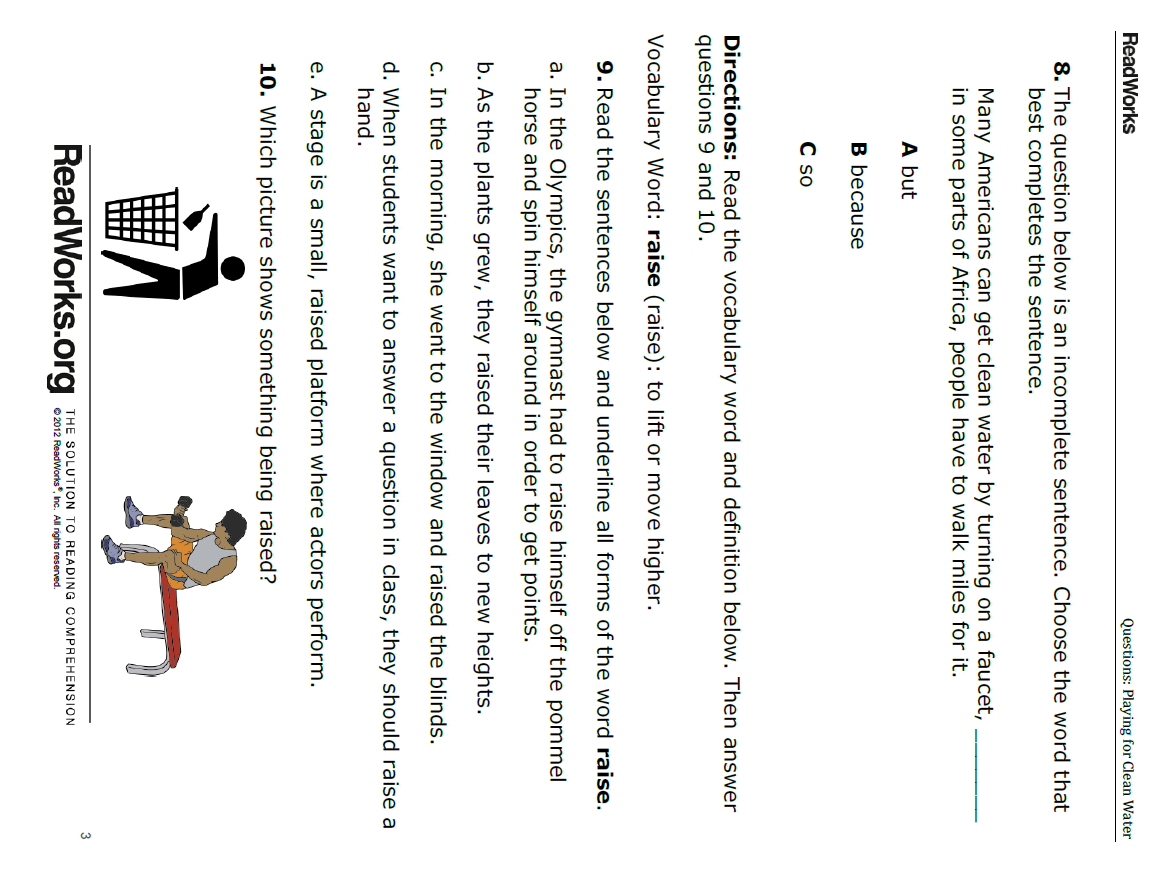 ReadWorks
Questions: Playing for Clean Water
8. The question below is an incomplete sentence. Choose the word that
best completes the sentence.
Many Americans can get clean water by turning on a faucet, ________
in some parts of Africa, people have to walk miles for it.
A but
B because
C so
Directions: Read the vocabulary word and definition below. Then answer
questions 9 and 10.
Vocabulary Word: raise (raise): to lift or move higher.
9. Read the sentences below and underline all forms of the word raise.
a. In the Olympics, the gymnast had to raise himself off the pommel
horse and spin himself around in order to get points.
b. As the plants grew, they raised their leaves to new heights.
c. In the morning, she went to the window and raised the blinds.
d. When students want to answer a question in class, they should raise a
hand.
e. A stage is a small, raised platform where actors perform.
10. Which picture shows something being raised?
ReadWorks.org
THE SOLUTION TO READING COMPREHENSION
© 2012 ReadWorks®, Inc. All rights reserved.
3